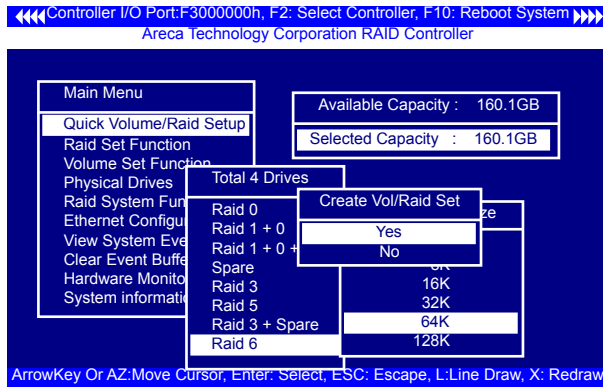 Controller I/O Port:F3000000h, F2: Select Controller, F10: Reboot System
Areca Technology Corporation RAID Controller
Main Menu
Quick Volume/Raid Setup
Raid Set Function
Volume Set Function
Physical Drives
Raid System Fun
Ethernet Configu
View System Eve
Clear Event Buffe
Hardware Monito
System informati
Available Capacity : 160.1GB
Selected Capacity : 160.1GB
Total 4 Drives
Raid 0
Raid 1 + 0
Raid 1 + 0 +
Spare
Raid 3
Raid 5
Raid 3 + Spare
Raid 6
Create Vol/Raid Set
Yes
No
ze
8K
16K
32K
64K
128K
ArrowKey Or AZ:Move Cursor, Enter: Select, ESC: Escape, L:Line Draw, X: Redraw